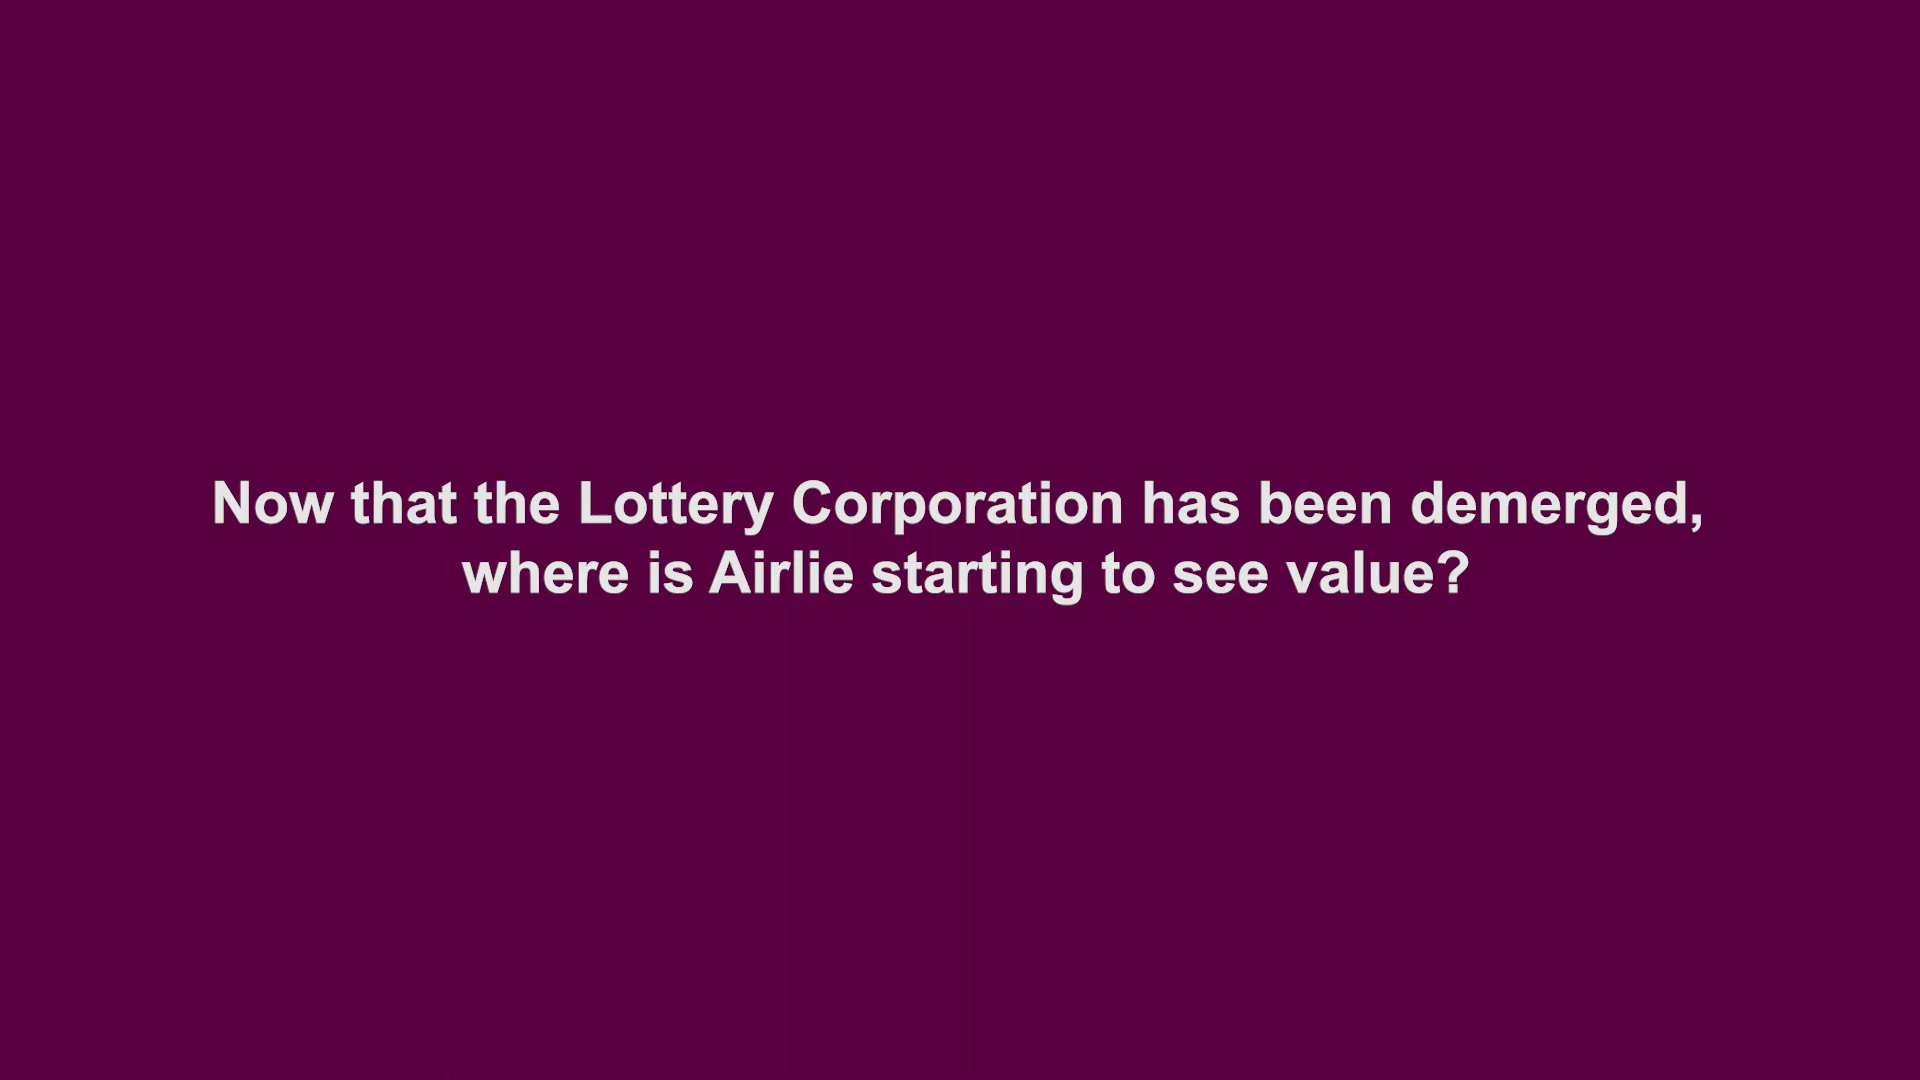 Now that the Lottery Corporation has been demerged,
where is Airlie starting to see value?